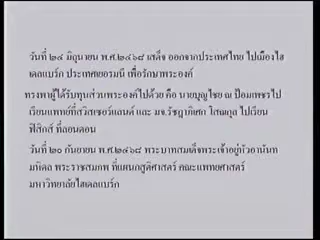 วันที่ ๒๔ มิถุนายน พ.ศ.๒๔๖๘ เสด็จ ออกจากประเทศไทย ไปเมืองไฮ
เดลแบร์ก ประเทศเยอรมนี เพื่อรักษาพระองค์
ทรงพาผู้ได้รับทุนส่วนพระองค์ไปด้วย คือ นายบุญไชย ณ ป้อมเพชร ไป
เรียนแพทย์ที่สวิสเซอร์แลนด์ และ มจ.รัชฎาภิเศก โสณกุล ไปเรียน
ฟิสิกส์ ที่ลอนดอน
วันที่ ๒๐ กันยายน พ.ศ.๒๔๖๘ พระบาทสมเด็จพระเจ้าอยู่หัวอานันท
มหิดล พระราชสมภพ ที่แผนกสูติศาสตร์ คณะแพทยศาสตร์
มหาวิทยาลัยไฮเดลแบร์ก